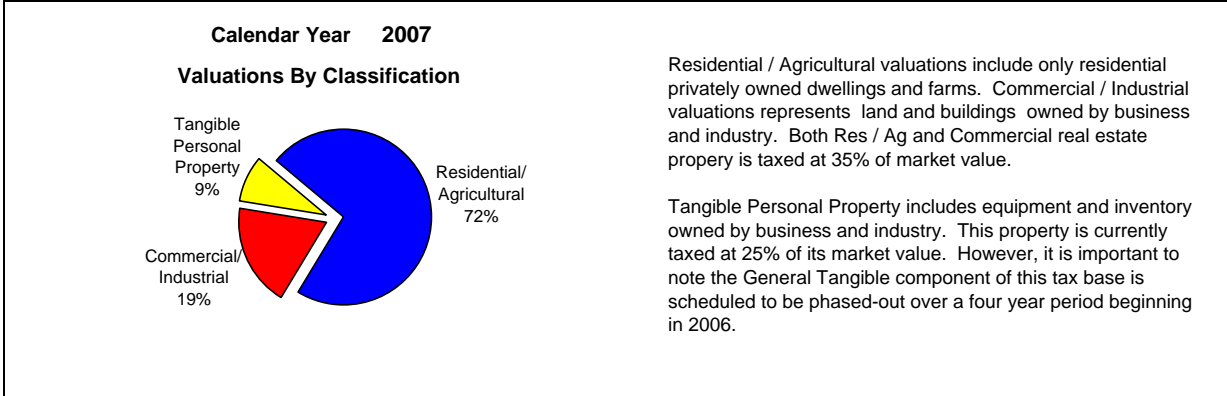 Calendar Year 2007
Valuations By Classification
Tangible
Personal
Property
9%
Residential/
Agricultural
72%
Commercial/
Industrial
19%
Residential / Agricultural valuations include only residential
privately owned dwellings and farms. Commercial / Industrial
valuations represents land and buildings owned by business
and industry. Both Res / Ag and Commercial real estate
propery is taxed at 35% of market value.
Tangible Personal Property includes equipment and inventory
owned by business and industry. This property is currently
taxed at 25% of its market value. However, it is important to
note the General Tangible component of this tax base is
scheduled to be phased-out over a four year period beginning
in 2006.